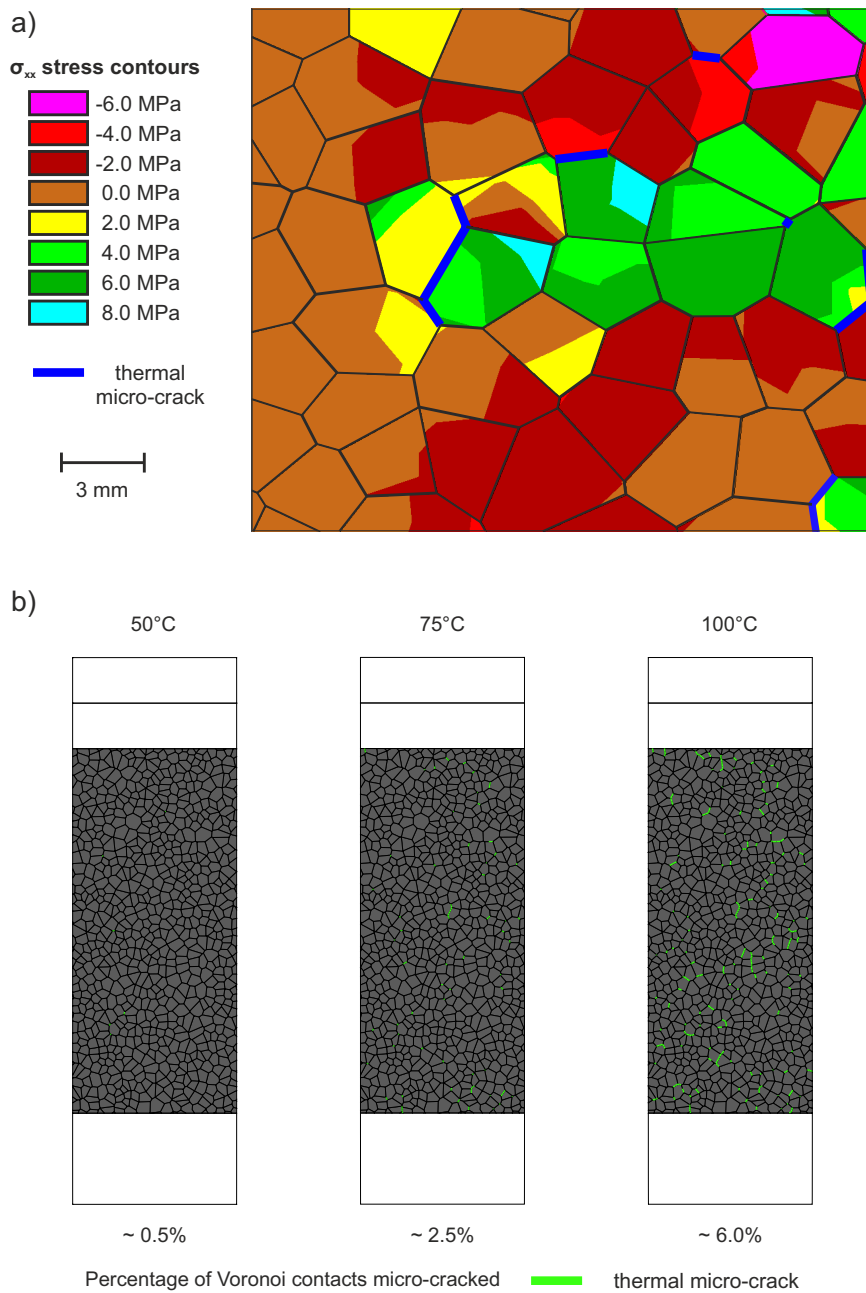 a)
σxx stress contours
-6.0 MPa
-4.0 MPa
-2.0 MPa
0.0 MPa
2.0 MPa
4.0 MPa
6.0 MPa
8.0 MPa
thermal
micro-crack
3 mm
b)
50°C 75°C 100°C
~ 0.5% ~ 2.5% ~ 6.0%
Percentage of Voronoi contacts micro-cracked thermal micro-crack